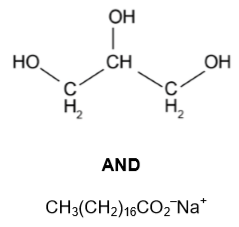 OH
HO CH OH
C C
H₂ H₂
AND
CH₃(CH₂)₁₆CO₂⁻Na⁺